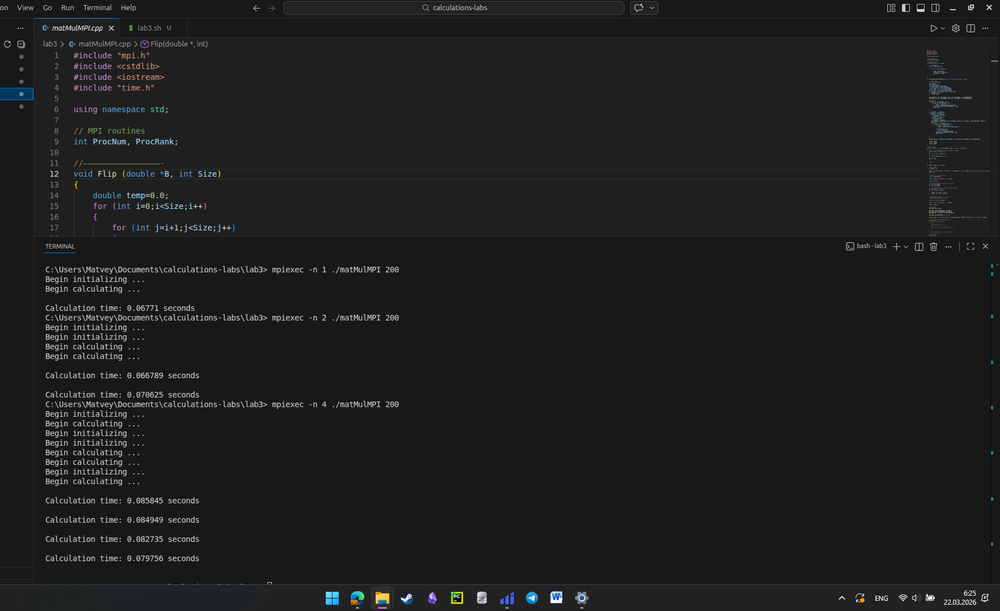 on View Go Run Terminal Help
calculations-labs
matMulMPI.cpp
$ lab3.sh U
lab3 > matMulMPI.cpp > Flip(double *, int)
1 #include "mpi.h"
2 #include <cstdlib>
3 #include <iostream>
4 #include "time.h"
5
6 using namespace std;
7
8 // MPI routines
9 int ProcNum, ProcRank;
10
11 //————————————————-
12 void Flip (double *B, int Size)
13 {
14 double temp=0.0;
15 for (int i=0;i<Size;i++)
16 {
17 for (int j=i+1;j<Size;j++)
TERMINAL
bash - lab3
C:\Users\Matvey\Documents\calculations-labs\lab3> mpiexec -n 1 ./matMulMPI 200
Begin initializing ...
Begin calculating ...
Calculation time: 0.06771 seconds
C:\Users\Matvey\Documents\calculations-labs\lab3> mpiexec -n 2 ./matMulMPI 200
Begin initializing ...
Begin initializing ...
Begin calculating ...
Begin calculating ...
Calculation time: 0.066789 seconds
Calculation time: 0.070625 seconds
C:\Users\Matvey\Documents\calculations-labs\lab3> mpiexec -n 4 ./matMulMPI 200
Begin initializing ...
Begin calculating ...
Begin initializing ...
Begin initializing ...
Begin calculating ...
Begin calculating ...
Begin initializing ...
Begin calculating ...
Calculation time: 0.085845 seconds
Calculation time: 0.084949 seconds
Calculation time: 0.082735 seconds
Calculation time: 0.079756 seconds
PC
W
ENG
6:25
22.03.2026